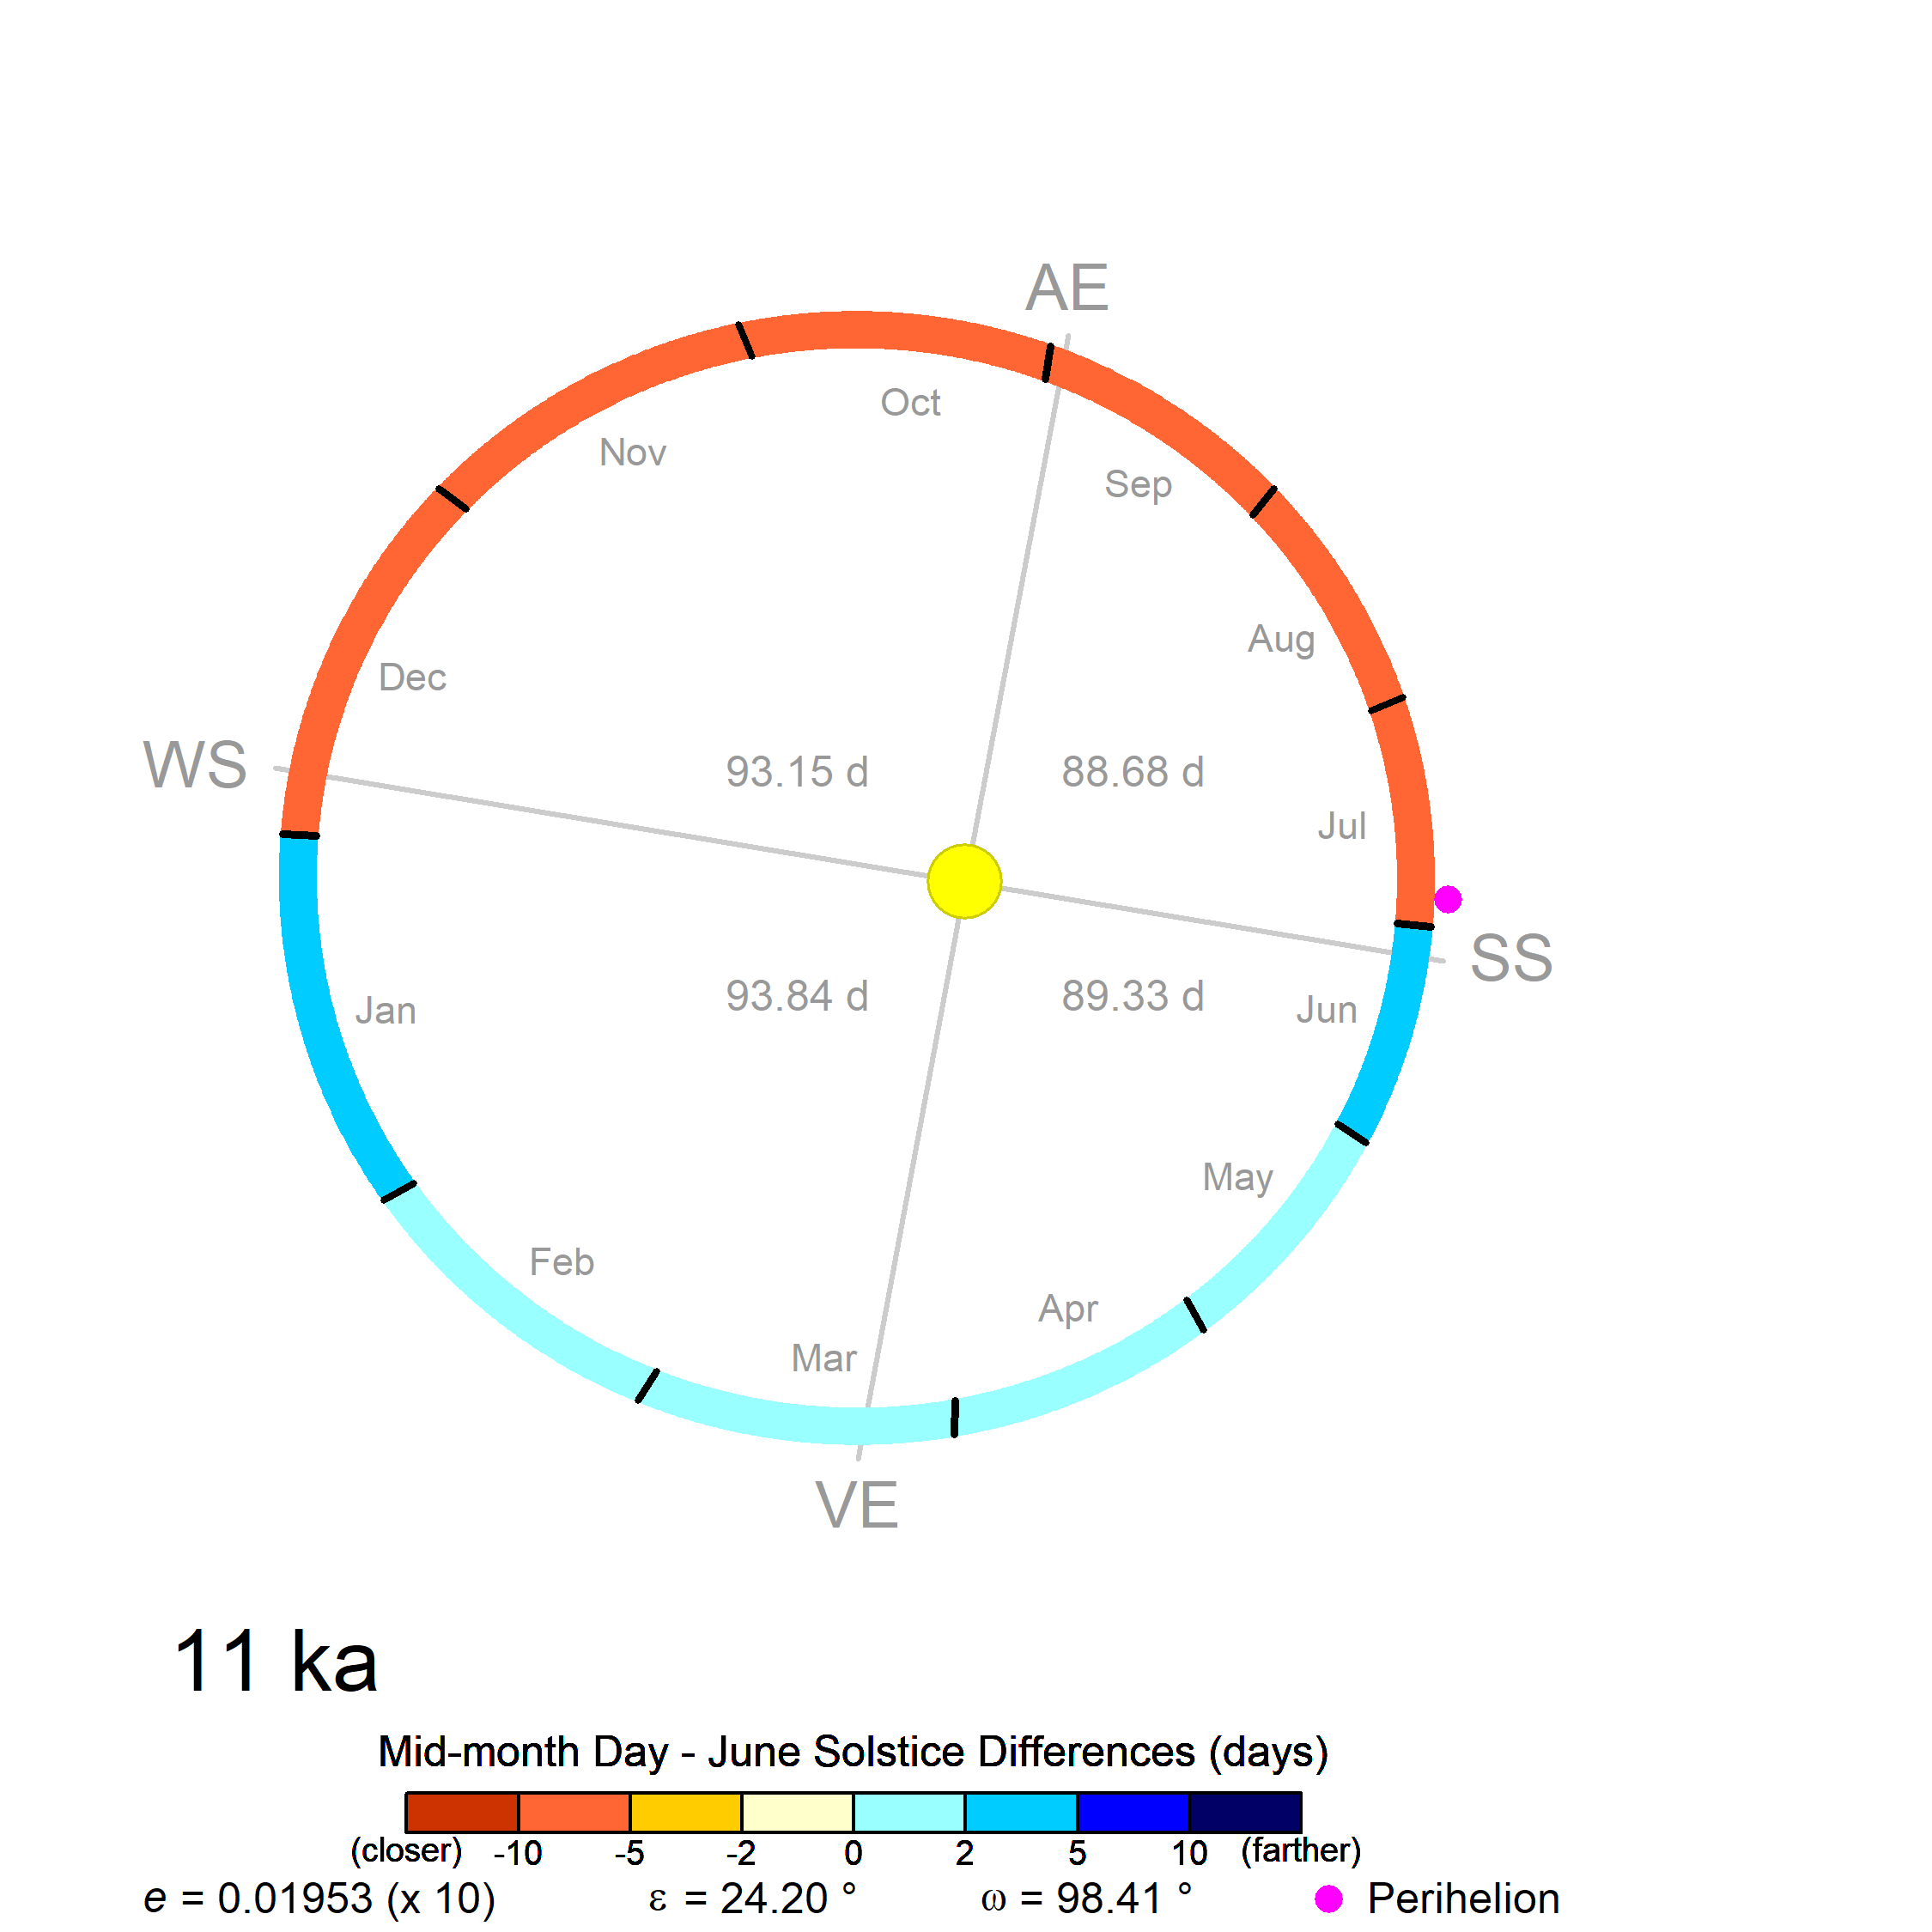 AE
Oct
Nov
Sep
Aug
Dec
WS
93.15 d
88.68 d
Jul
SS
93.84 d
89.33 d
Jan
Jun
May
Feb
Apr
Mar
VE
11 ka
Mid-month Day - June Solstice Differences (days)
(closer) -10 -5 -2 0 2 5 10 (farther)
e = 0.01953 (x 10) ε = 24.20 ° ω = 98.41 ° Perihelion